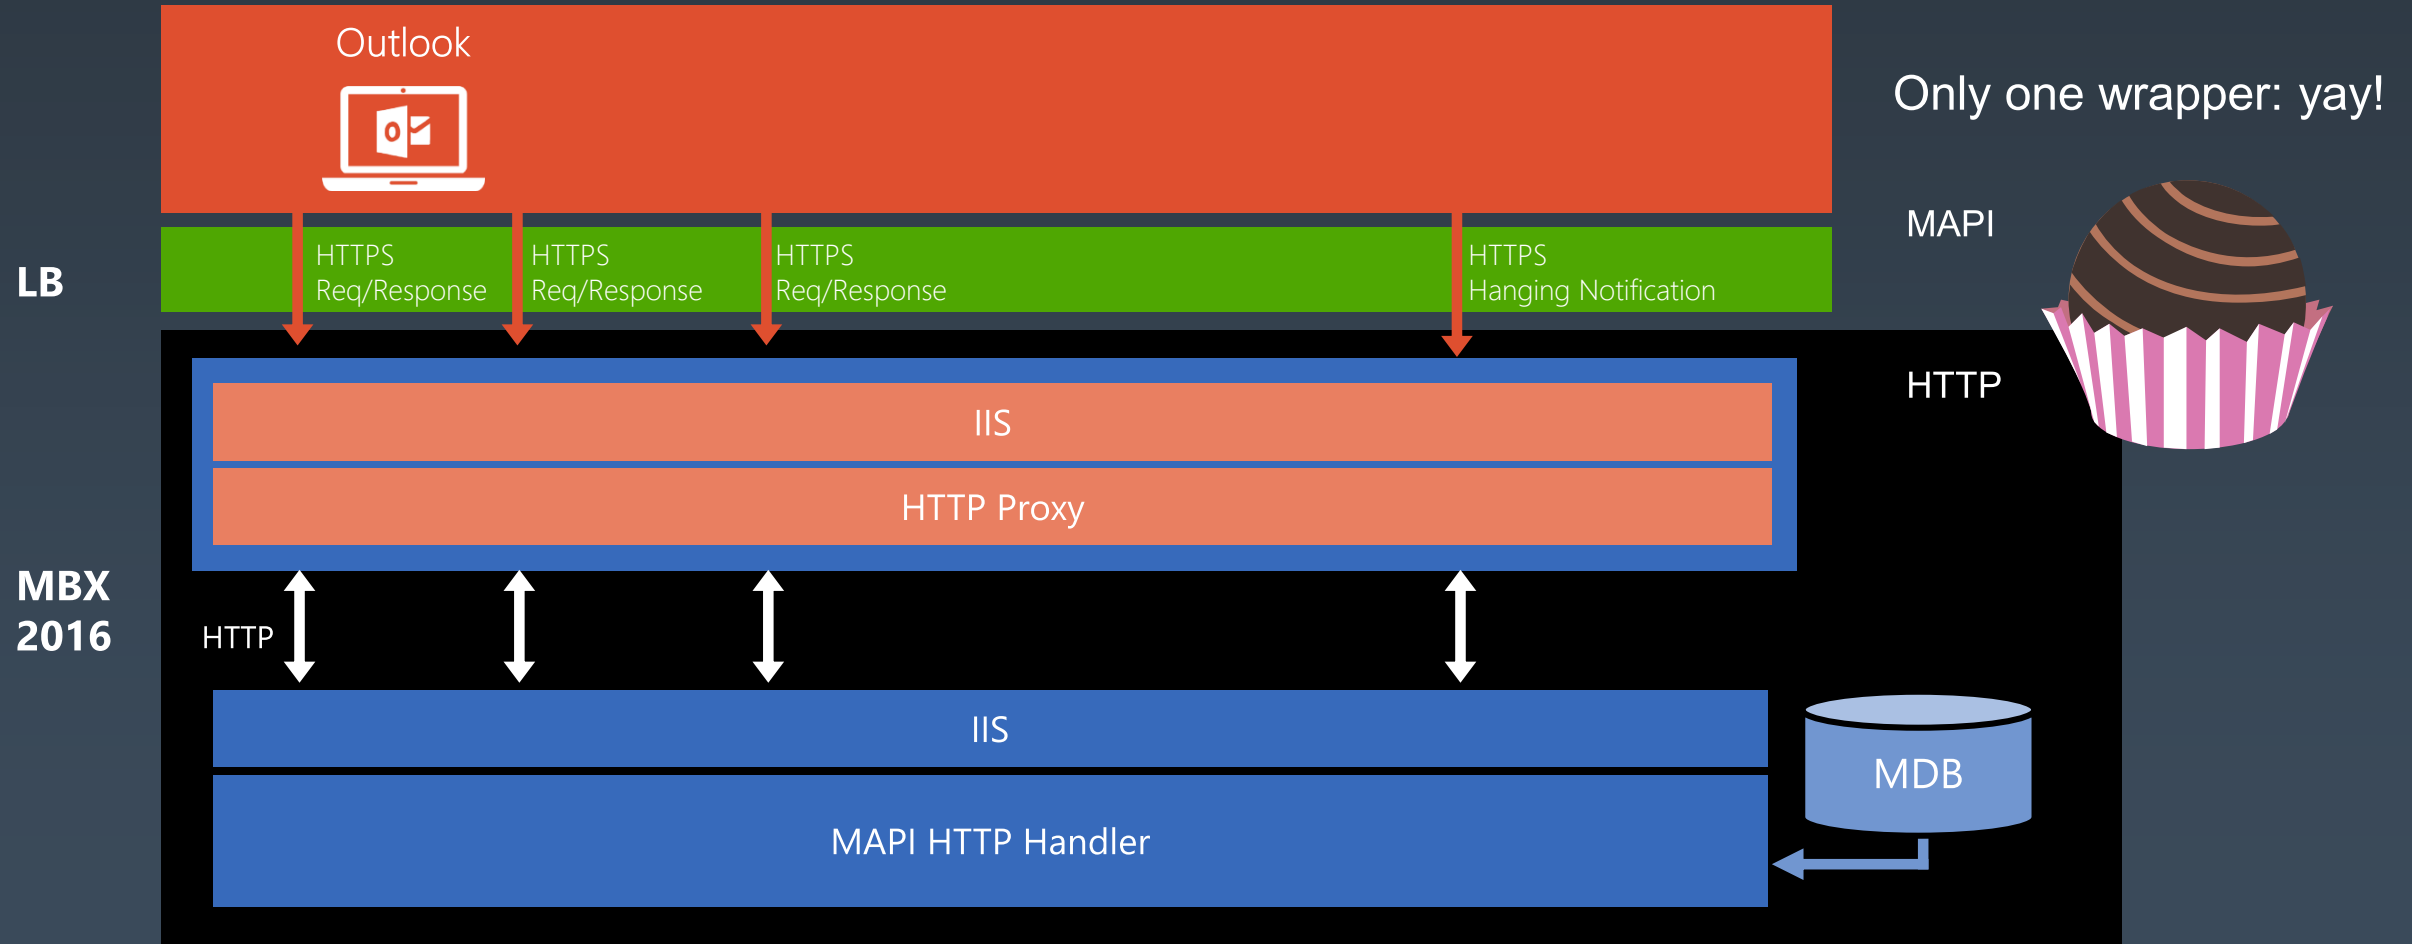 Outlook
Only one wrapper: yay!
MAPI
LB
HTTPS
Req/Response
HTTPS
Req/Response
HTTPS
Req/Response
HTTPS
Hanging Notification
HTTP
IIS
HTTP Proxy
MBX
2016
HTTP
IIS
MDB
MAPI HTTP Handler